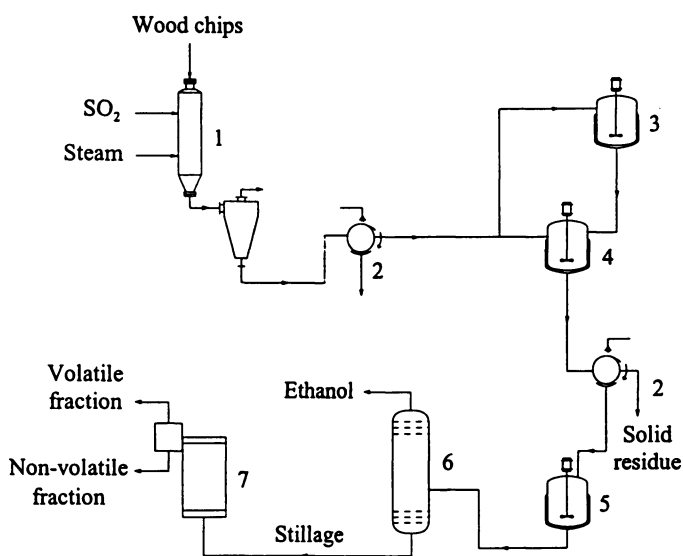 Wood chips
SO₂
1
Steam
3
4
2
2
Volatile
fraction
Ethanol
Solid
residue
Non-volatile
fraction
7
6
5
Stillage